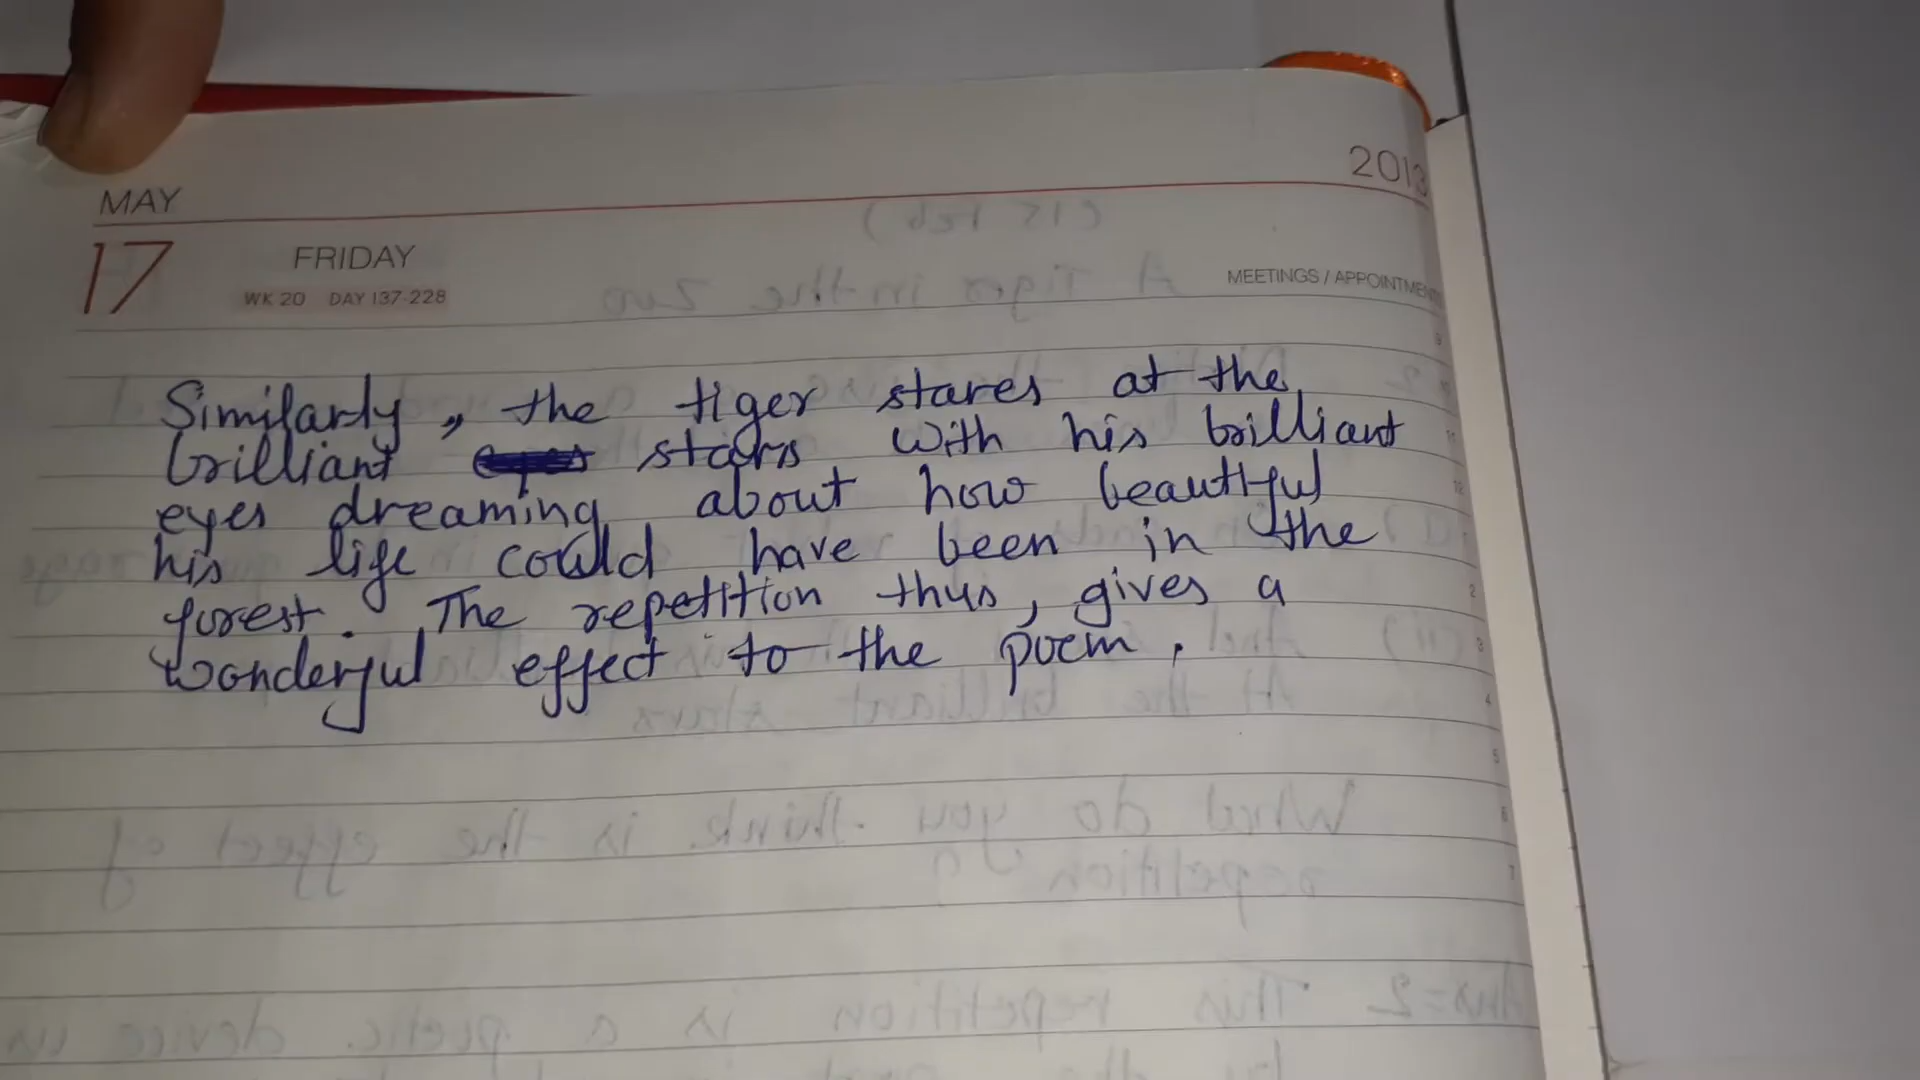 MAY
2013
17
FRIDAY
WK 20 DAY 137-228
MEETINGS / APPOINTMEN
Similarly, the tiger stares at the
brilliant stars with his brilliant
eyes dreaming about how beautiful
his life could have been in the
forest. The repetition thus, gives a
wonderful effect to the poem.